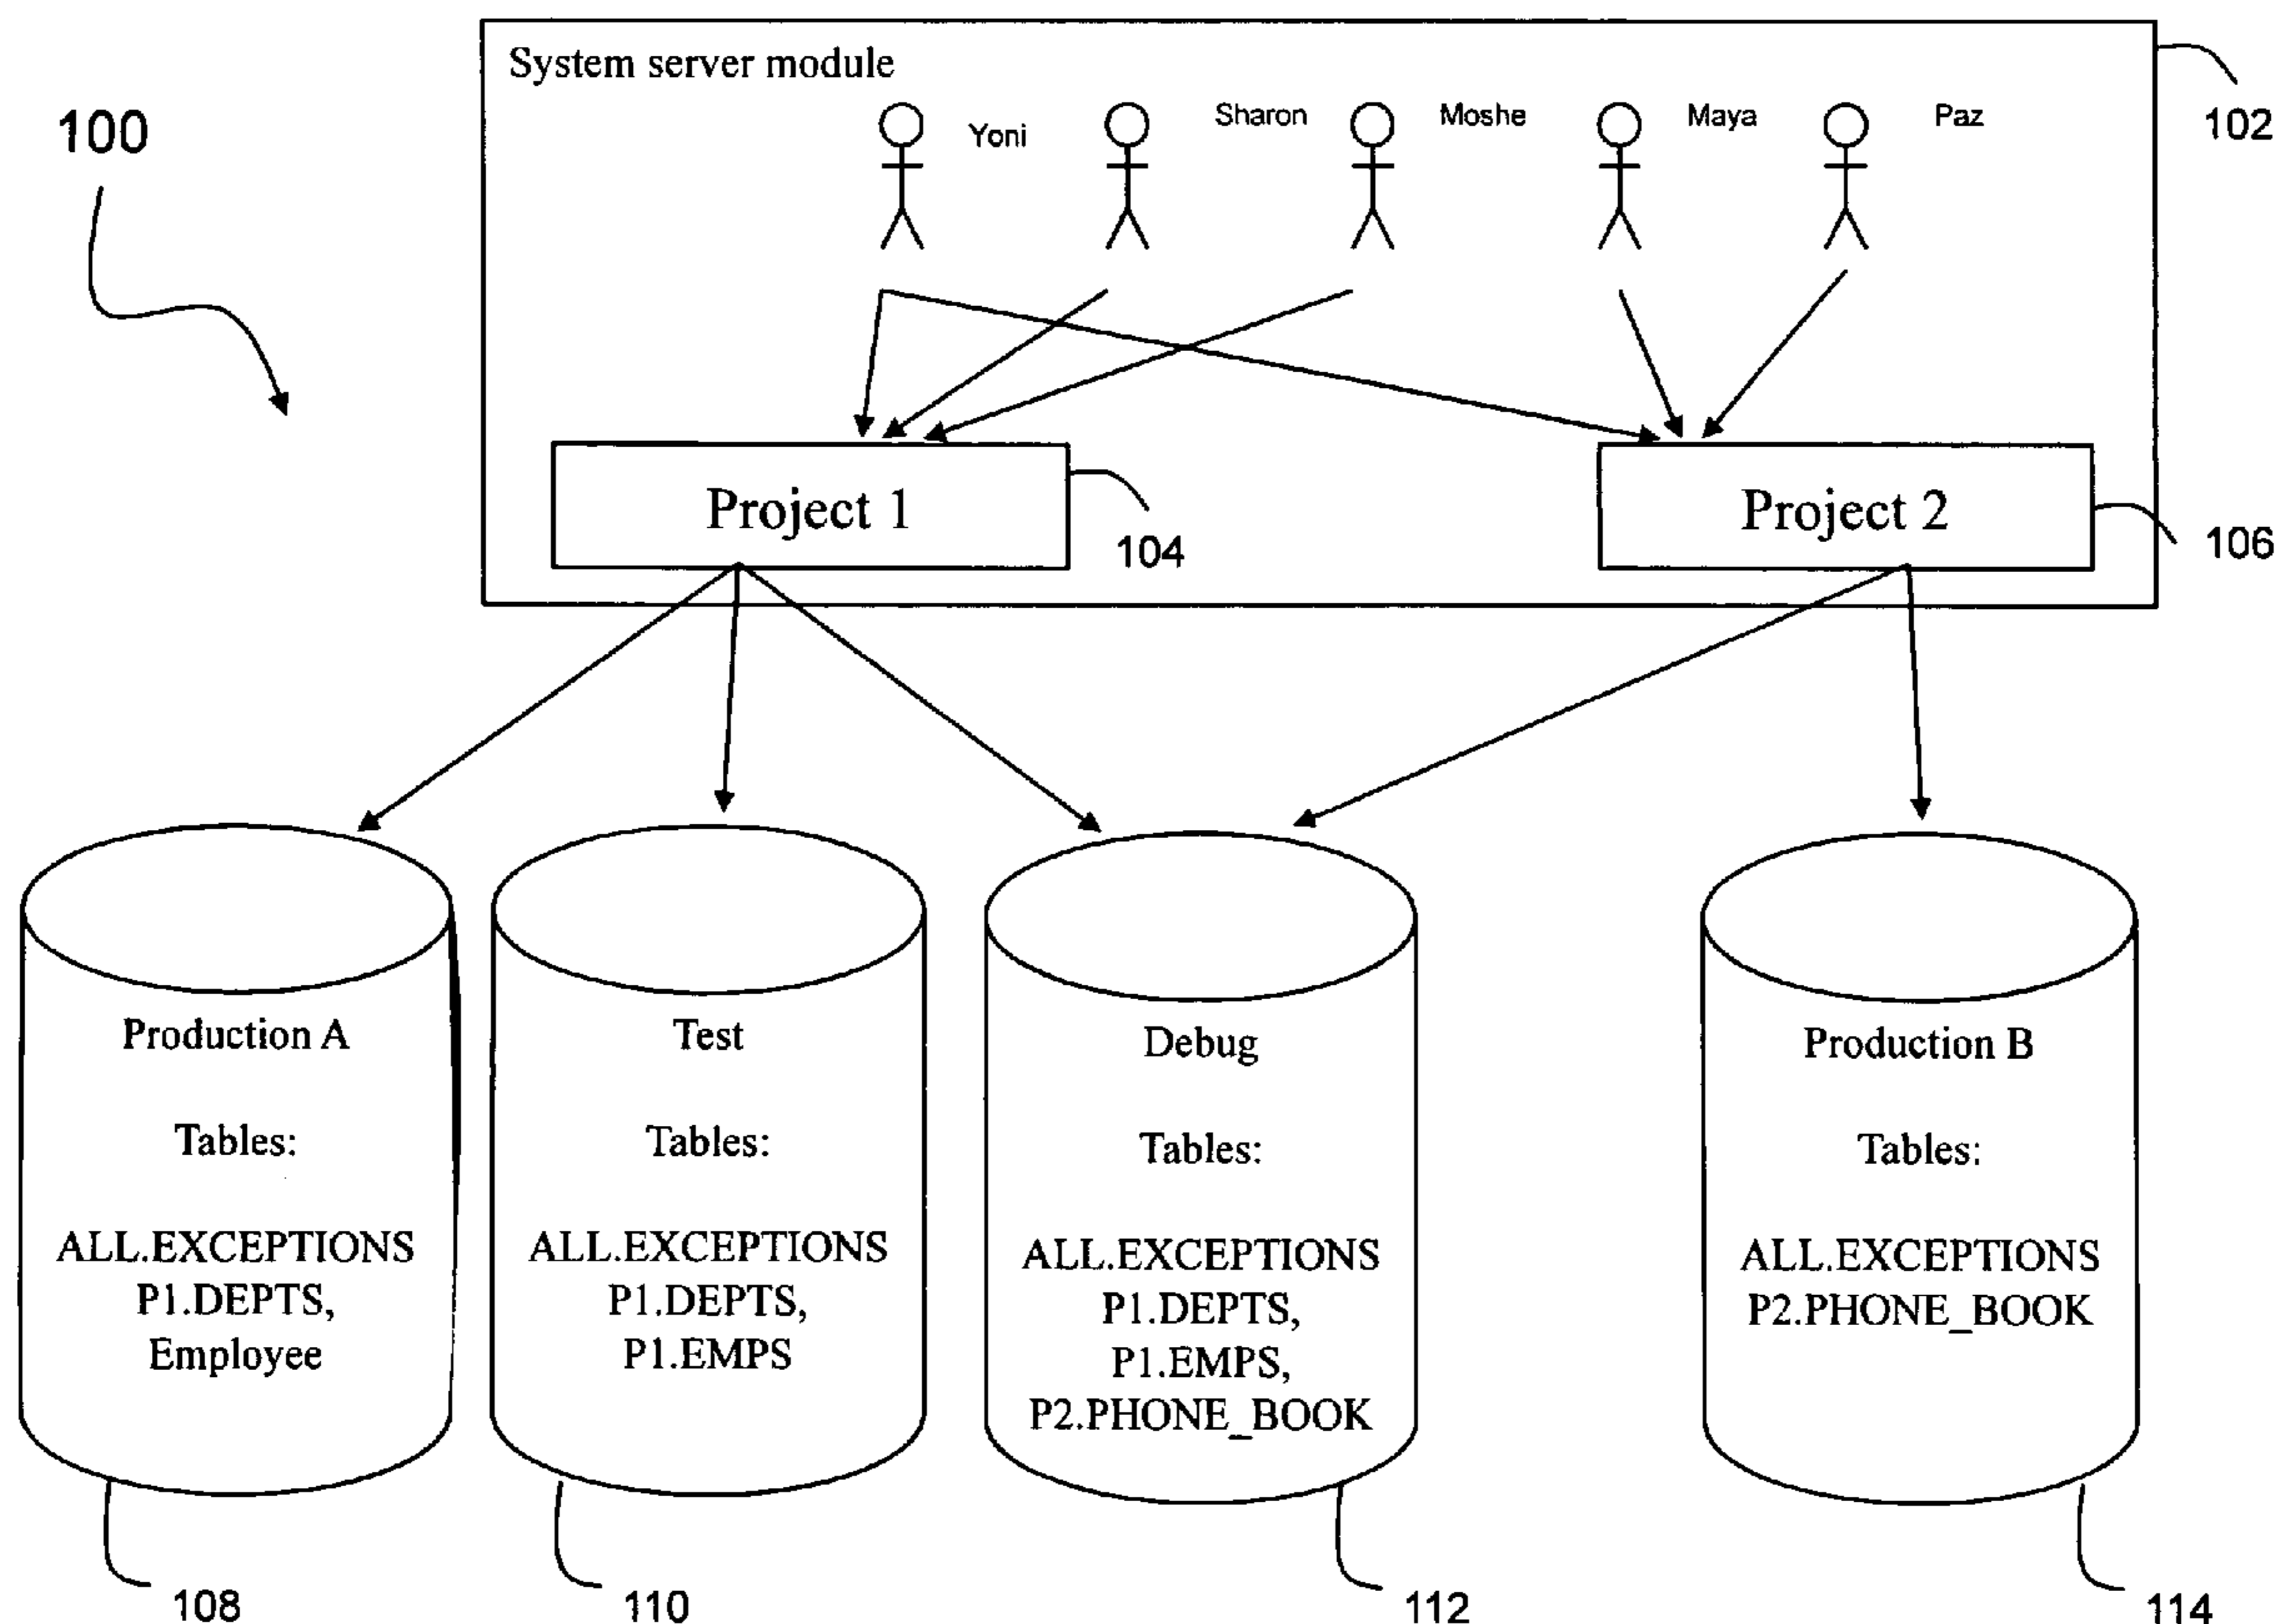 System server module
100
Yoni
Sharon
Moshe
Maya
Paz
102
Project 1
104
Project 2
106
Production A
Tables:
ALL.EXCEPTIONS
P1.DEPTS,
Employee
108
Test
Tables:
ALL.EXCEPTIONS
P1.DEPTS,
P1.EMPS
110
Debug
Tables:
ALL.EXCEPTIONS
P1.DEPTS,
P1.EMPS,
P2.PHONE_BOOK
112
Production B
Tables:
ALL.EXCEPTIONS
P2.PHONE_BOOK
114